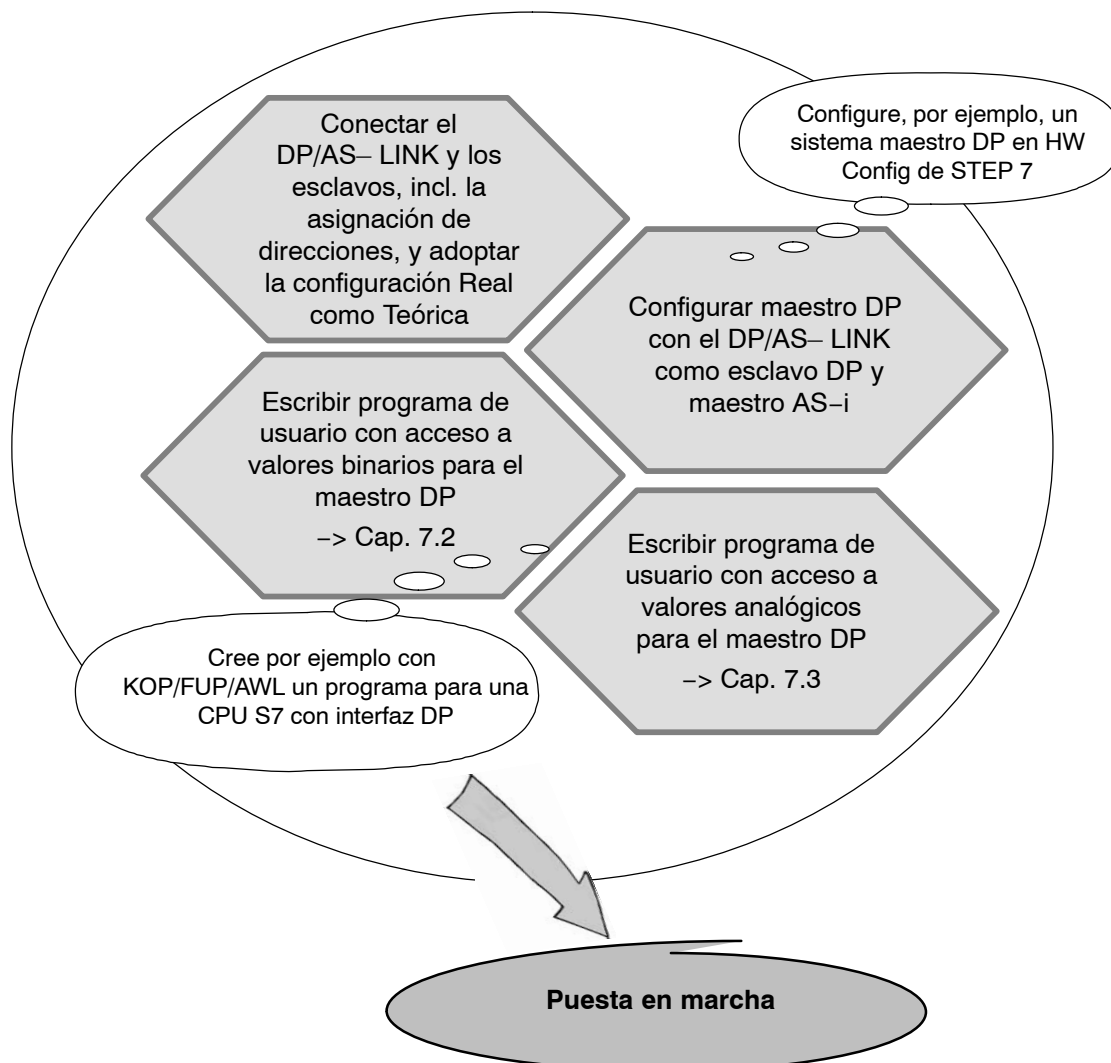 Conectar el
DP/AS– LINK y los
esclavos, incl. la
asignación de
direcciones, y adoptar
la configuración Real
como Teórica
Configure, por ejemplo, un
sistema maestro DP en HW
Config de STEP 7
Configurar maestro DP
con el DP/AS– LINK
como esclavo DP y
maestro AS–i
Escribir programa de
usuario con acceso a
valores binarios para el
maestro DP
–> Cap. 7.2
Escribir programa de
usuario con acceso a
valores analógicos
para el maestro DP
–> Cap. 7.3
Cree por ejemplo con
KOP/FUP/AWL un programa para una
CPU S7 con interfaz DP
Puesta en marcha